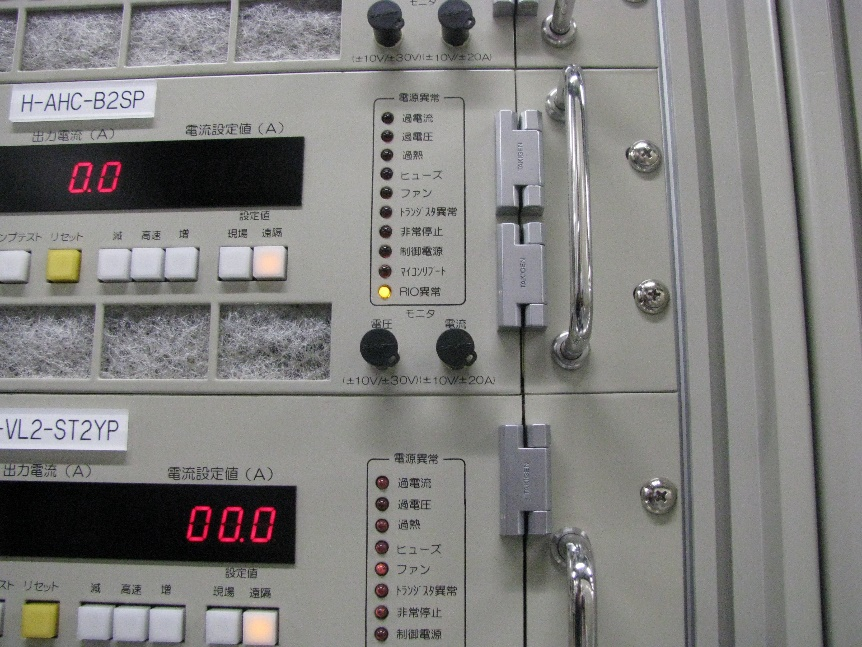 モニタ
(±10V/±30V)(±10V/±20A)
H-AHC-B2SP
出力電流(A) 電流設定値(A)
0.0
設定値
ンプテスト リセット 減 高速 増 現場 遠隔
電源異常
過電流
過電圧
過熱
ヒューズ
ファン
トランジスタ異常
非常停止
制御電源
マイコンリブート
RIO異常
モニタ
電圧 電流
(±10V/±30V)(±10V/±20A)
TAKIGEN
TAKIGEN
-VL2-ST2YP
出力電流(A) 電流設定値(A)
00.0
設定値
スト リセット 減 高速 増 現場 遠隔
電源異常
過電流
過電圧
過熱
ヒューズ
ファン
トランジスタ異常
非常停止
制御電源
TAKIGEN